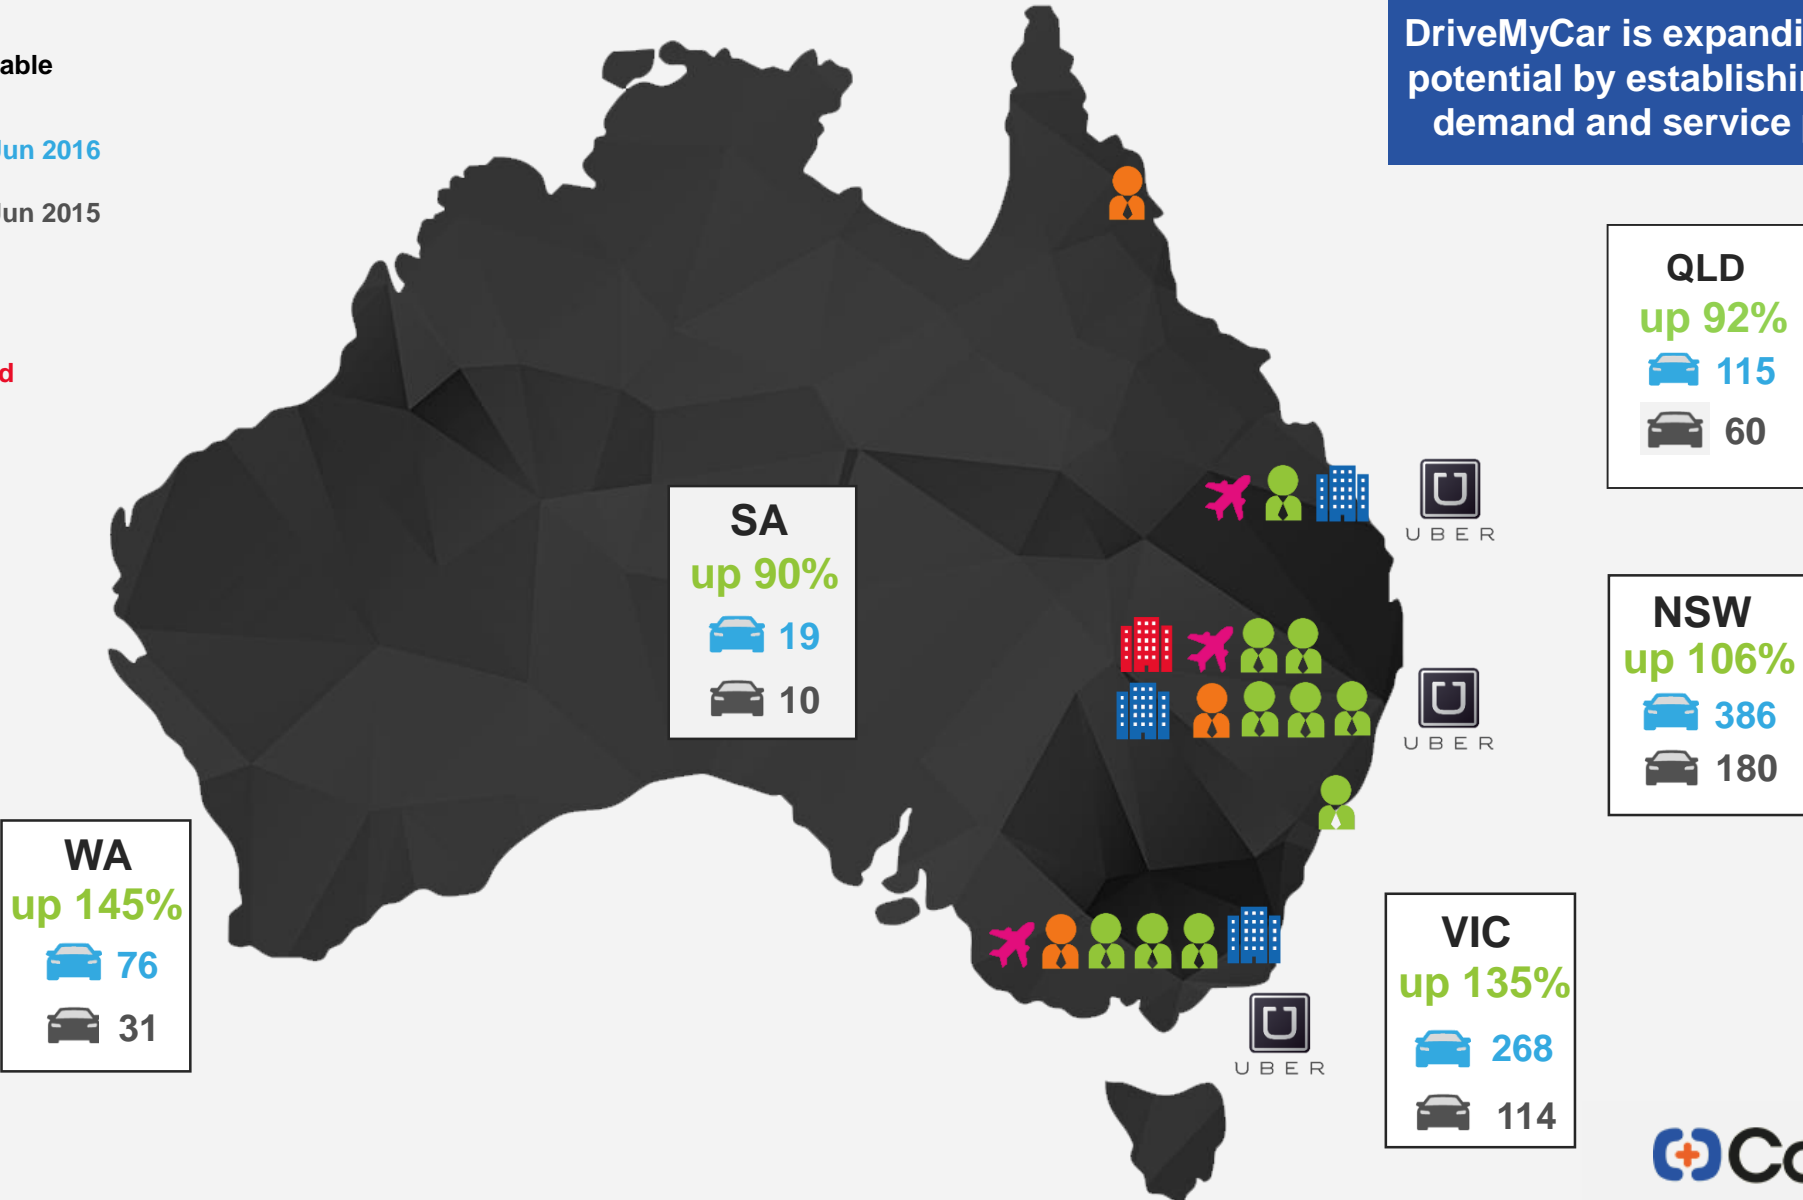 able
Jun 2016
Jun 2015
d
DriveMyCar is expandi
potential by establishin
demand and service
QLD
up 92%
115
60
UBER
SA
up 90%
19
10
NSW
up 106%
386
180
UBER
WA
up 145%
76
31
VIC
up 135%
268
114
UBER
Co